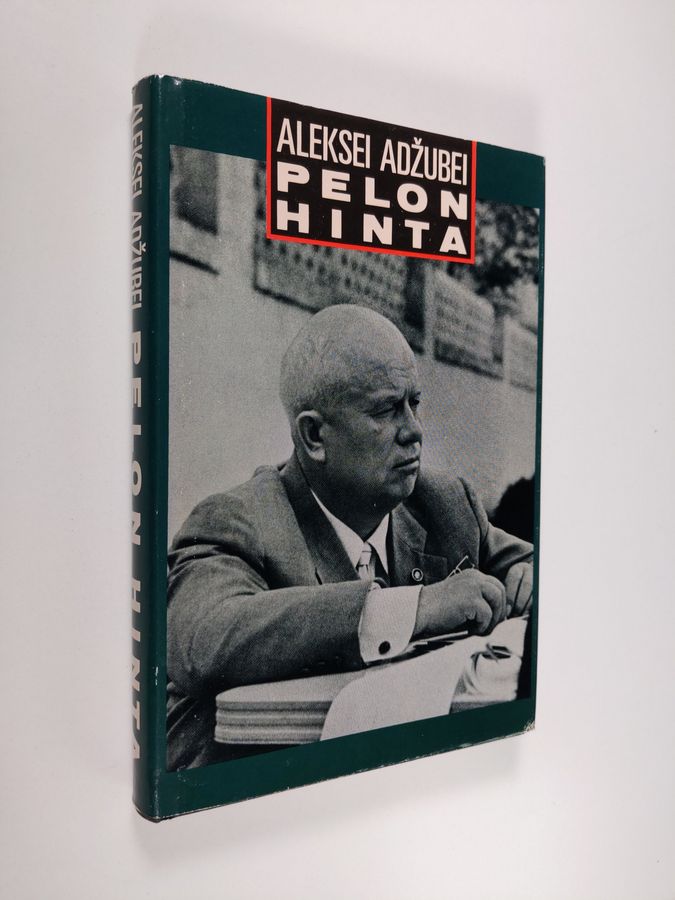 ALEKSEI ADŽUBEI
PELON
HINTA
ALEKSEI ADŽUBEI PELON HINTA